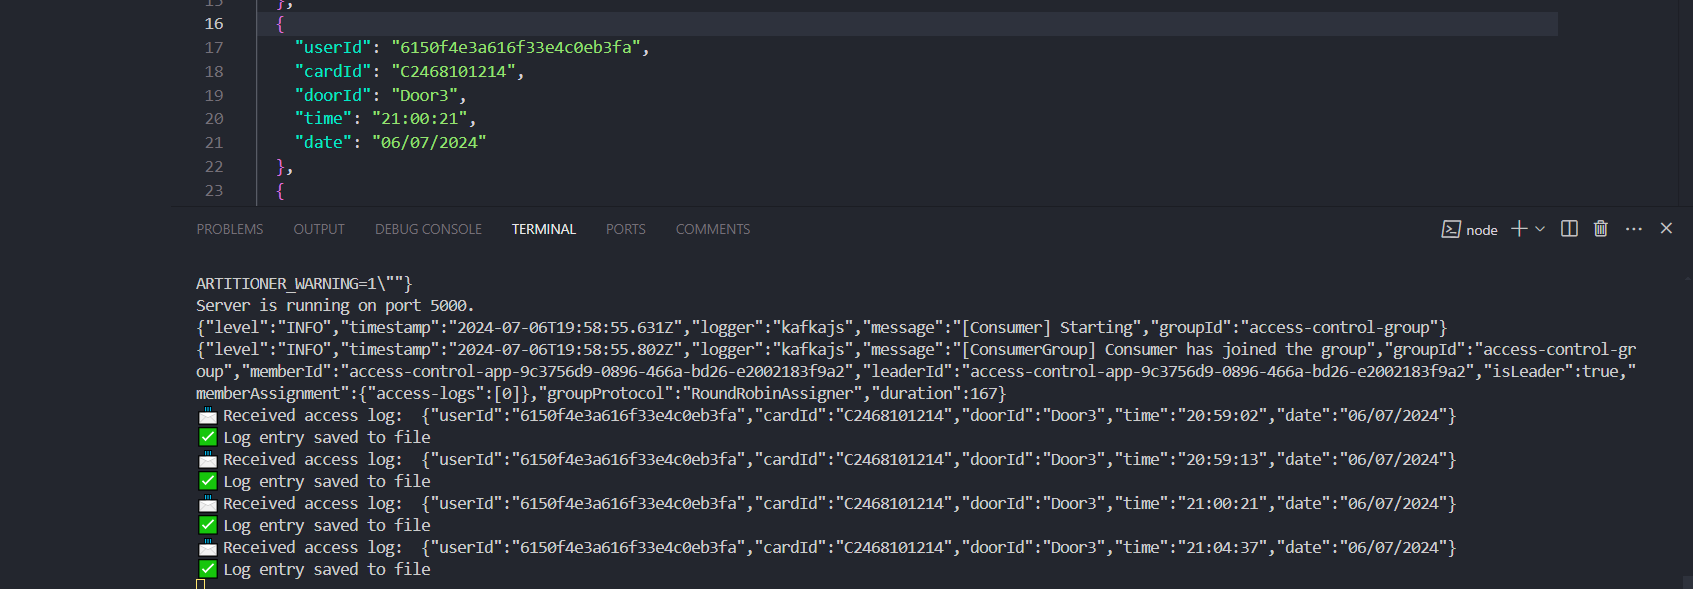 15 },
16 {
17 "userId": "6150f4e3a616f33e4c0eb3fa",
18 "cardId": "C2468101214",
19 "doorId": "Door3",
20 "time": "21:00:21",
21 "date": "06/07/2024"
22 },
23 {
PROBLEMS OUTPUT DEBUG CONSOLE TERMINAL PORTS COMMENTS node
ARTITIONER_WARNING=1\""}
Server is running on port 5000.
{"level":"INFO","timestamp":"2024-07-06T19:58:55.631Z","logger":"kafkajs","message":"[Consumer] Starting","groupId":"access-control-group"}
{"level":"INFO","timestamp":"2024-07-06T19:58:55.802Z","logger":"kafkajs","message":"[ConsumerGroup] Consumer has joined the group","groupId":"access-control-gr
oup","memberId":"access-control-app-9c3756d9-0896-466a-bd26-e2002183f9a2","leaderId":"access-control-app-9c3756d9-0896-466a-bd26-e2002183f9a2","isLeader":true,"
memberAssignment":{"access-logs":[0]},"groupProtocol":"RoundRobinAssigner","duration":167}
Received access log: {"userId":"6150f4e3a616f33e4c0eb3fa","cardId":"C2468101214","doorId":"Door3","time":"20:59:02","date":"06/07/2024"}
Log entry saved to file
Received access log: {"userId":"6150f4e3a616f33e4c0eb3fa","cardId":"C2468101214","doorId":"Door3","time":"20:59:13","date":"06/07/2024"}
Log entry saved to file
Received access log: {"userId":"6150f4e3a616f33e4c0eb3fa","cardId":"C2468101214","doorId":"Door3","time":"21:00:21","date":"06/07/2024"}
Log entry saved to file
Received access log: {"userId":"6150f4e3a616f33e4c0eb3fa","cardId":"C2468101214","doorId":"Door3","time":"21:04:37","date":"06/07/2024"}
Log entry saved to file